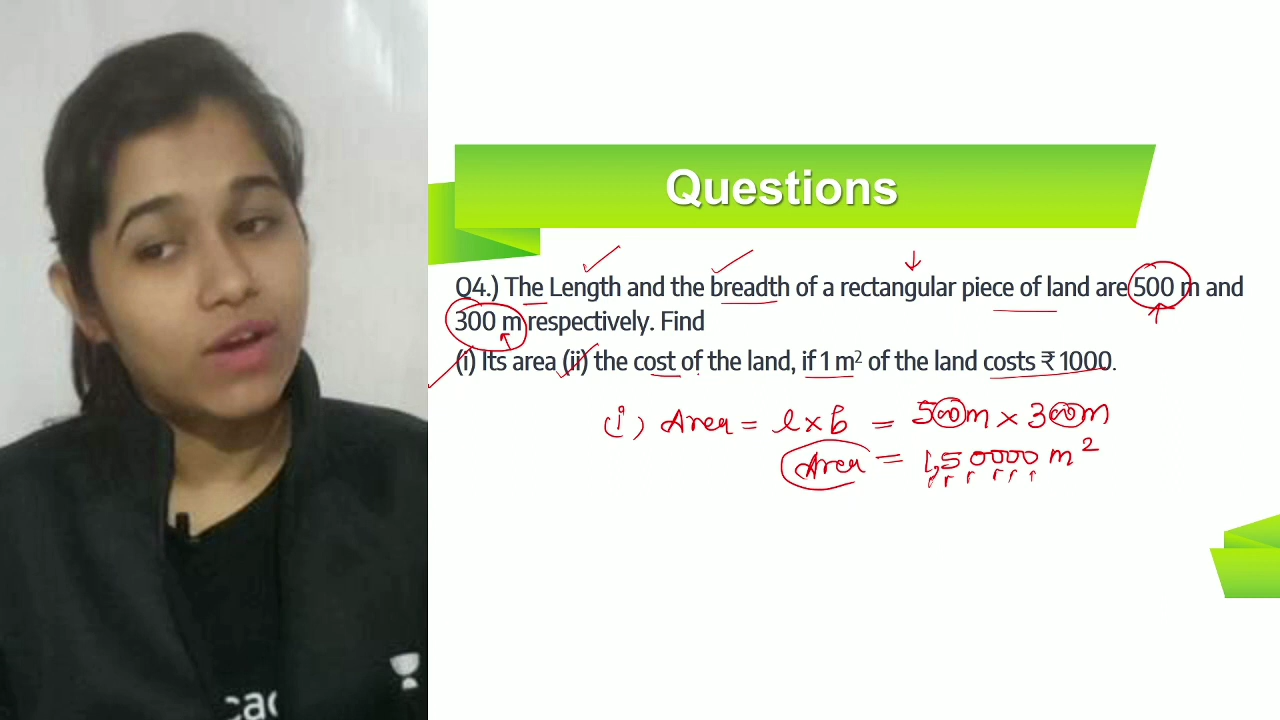 Questions
Q4.) The Length and the breadth of a rectangular piece of land are 500 m and
300 m respectively. Find
(i) Its area (ii) the cost of the land, if 1 m² of the land costs ₹ 1000.
(i) Area = l x b = 500m x 300m
Area = 1,50000 m²
cad